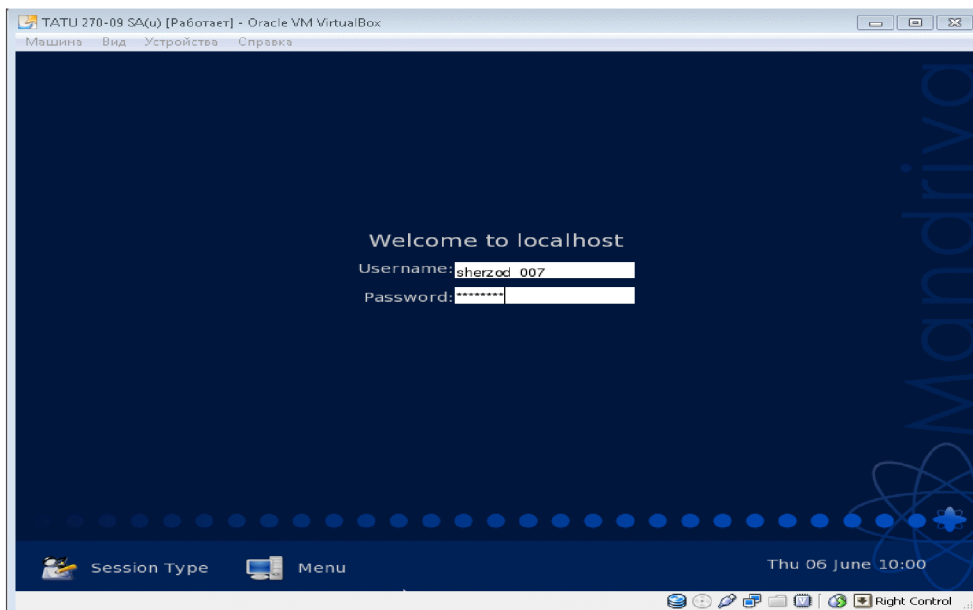 TATU 270-09 SA(u) [Работает] - Oracle VM VirtualBox
Машина Вид Устройства Справка
Mandriva
Welcome to localhost
Username: sherzod_007
Password: ********
Session Type Menu Thu 06 June 10:00
Right Control